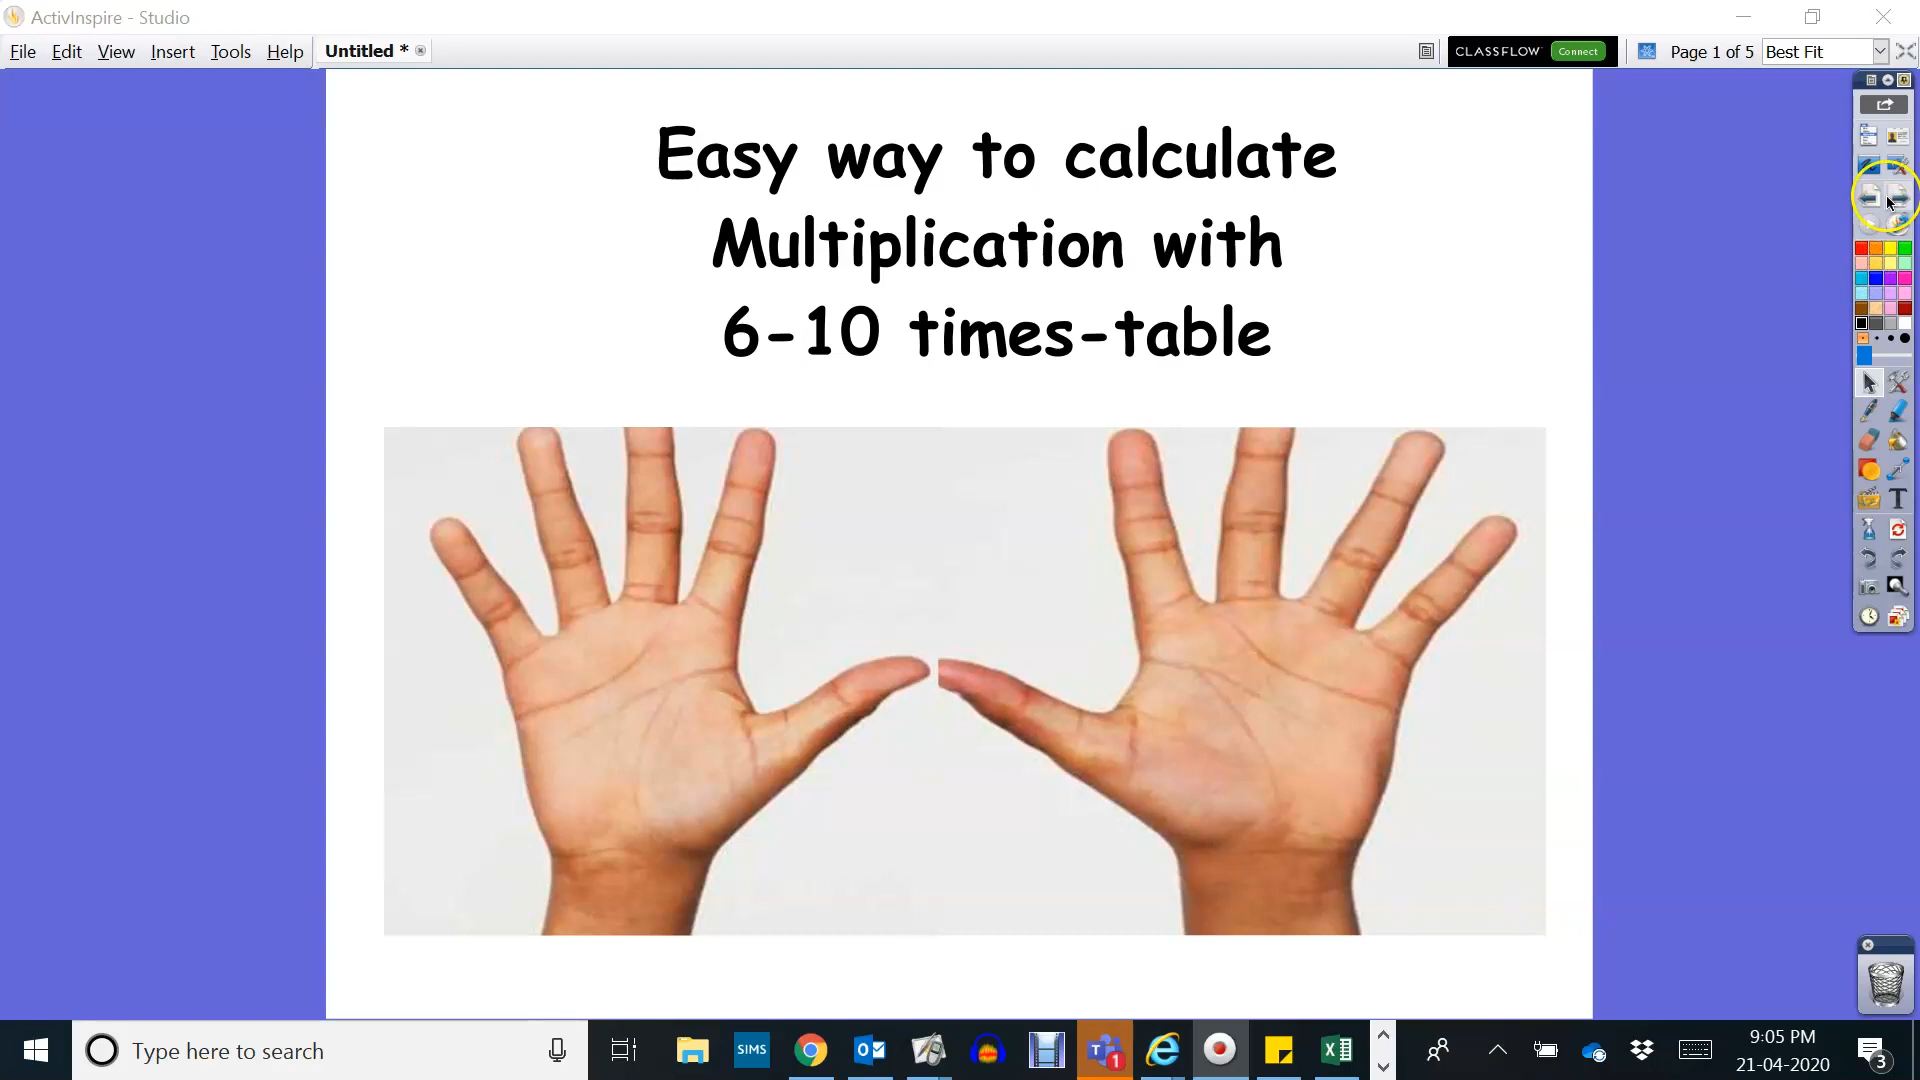 ActivInspire - Studio
File Edit View Insert Tools Help Untitled * CLASSFLOW Connect Page 1 of 5 Best Fit
Easy way to calculate
Multiplication with
6-10 times-table
T
Type here to search
SIMS
T 1
9:05 PM
21-04-2020
3